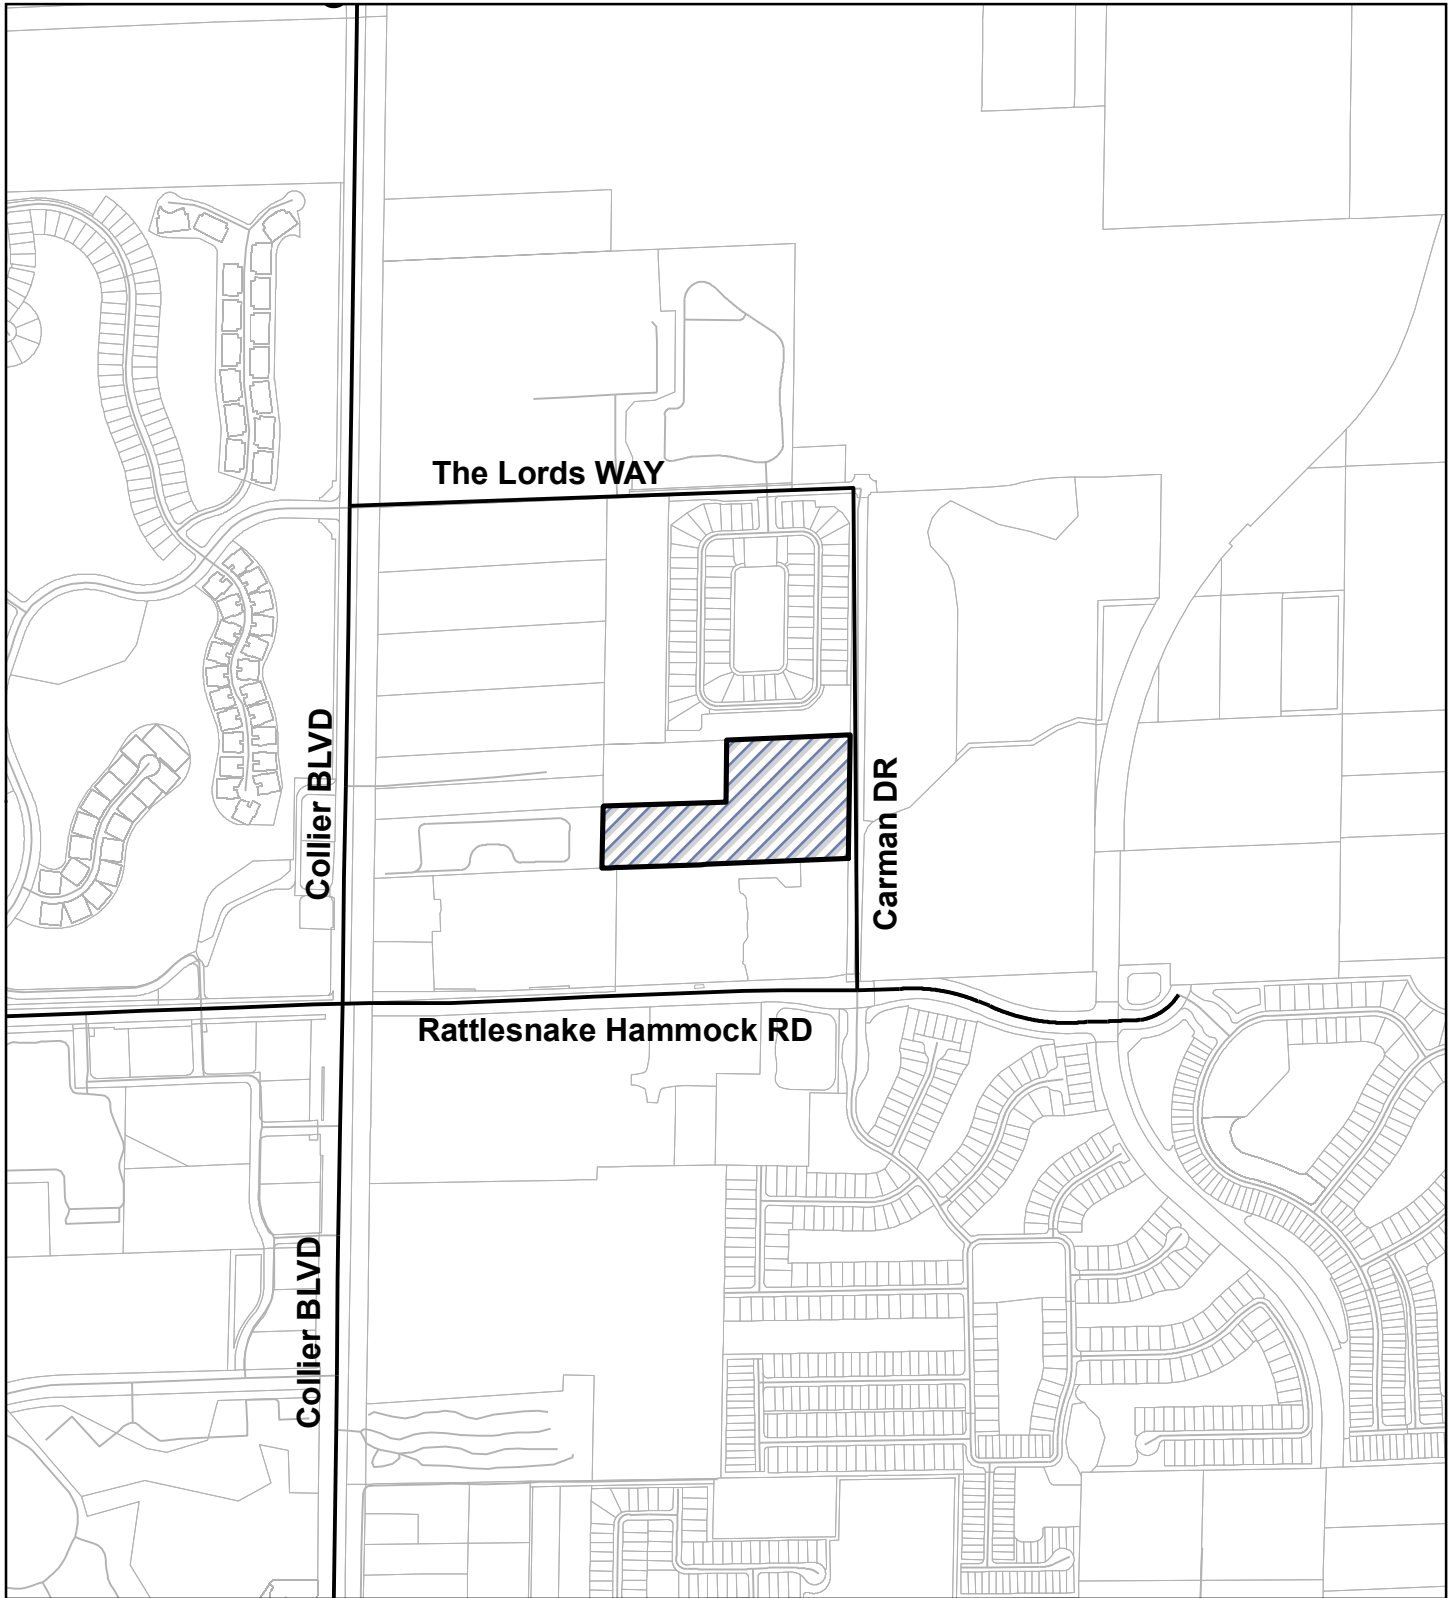 The Lords WAY
Collier BLVD
Carman DR
Rattlesnake Hammock RD
Collier BLVD